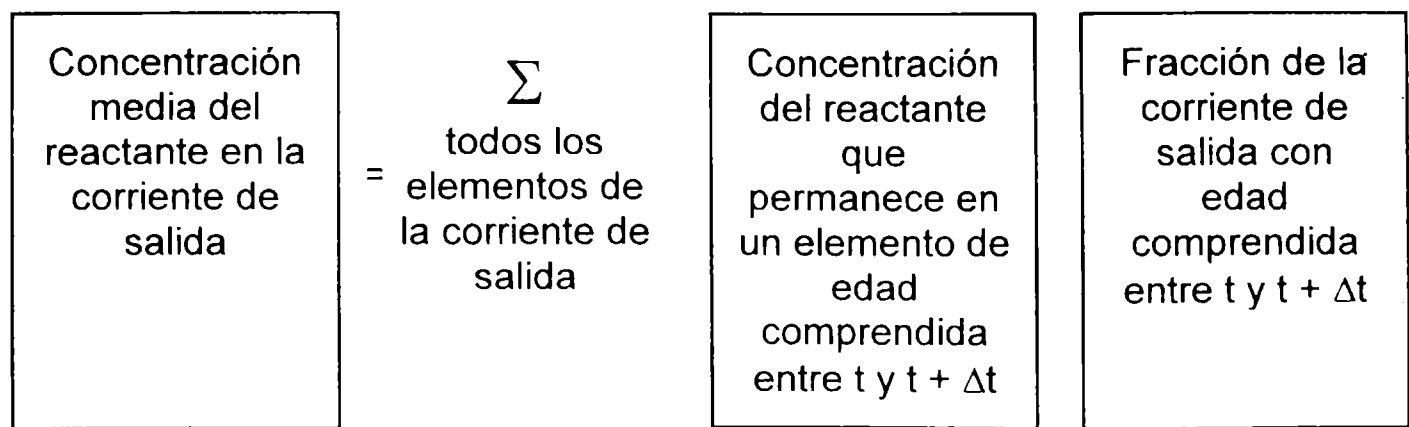 Concentración
media del
reactante en la
corriente de
salida
=
∑
todos los
elementos de
la corriente de
salida
Concentración
del reactante
que
permanece en
un elemento de
edad
comprendida
entre t y t + Δt
Fracción de la
corriente de
salida con
edad
comprendida
entre t y t + Δt